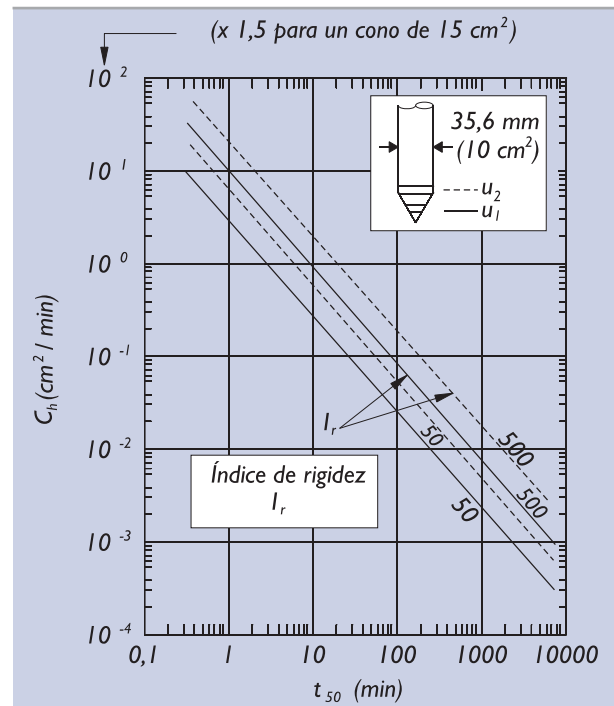 (x 1,5 para un cono de 15 cm²)
10²
10¹
10⁰
10⁻¹
10⁻²
10⁻³
10⁻⁴
C_h (cm² / min)
35,6 mm
(10 cm²)
u₂
u₁
I_r
50
500
50
500
Índice de rigidez
I_r
0,1
1
10
100
1000
10000
t₅₀ (min)